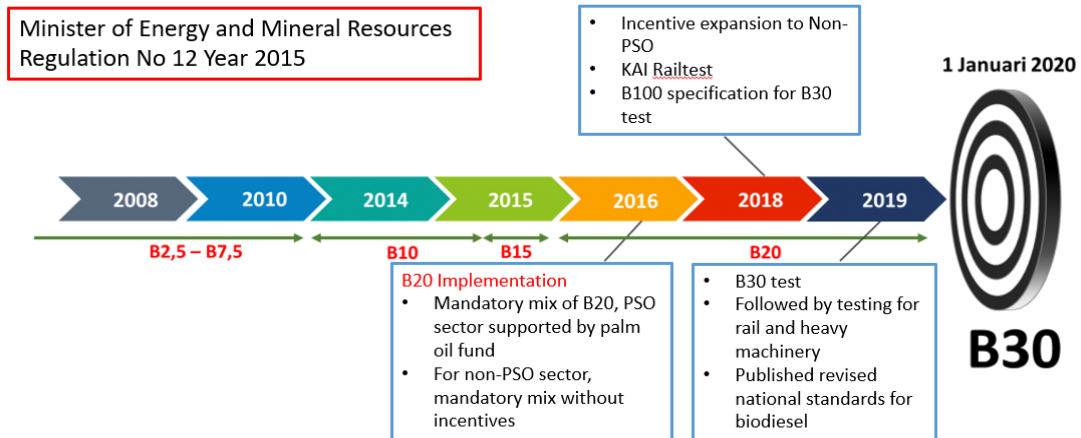 Minister of Energy and Mineral Resources
Regulation No 12 Year 2015
• Incentive expansion to Non-
PSO
• KAI Railtest
• B100 specification for B30
test
1 Januari 2020
2008
2010
2014
2015
2016
2018
2019
B2,5 – B7,5
B10
B15
B20
B20 Implementation
• Mandatory mix of B20, PSO
sector supported by palm
oil fund
• For non-PSO sector,
mandatory mix without
incentives
• B30 test
• Followed by testing for
rail and heavy
machinery
• Published revised
national standards for
biodiesel
B30